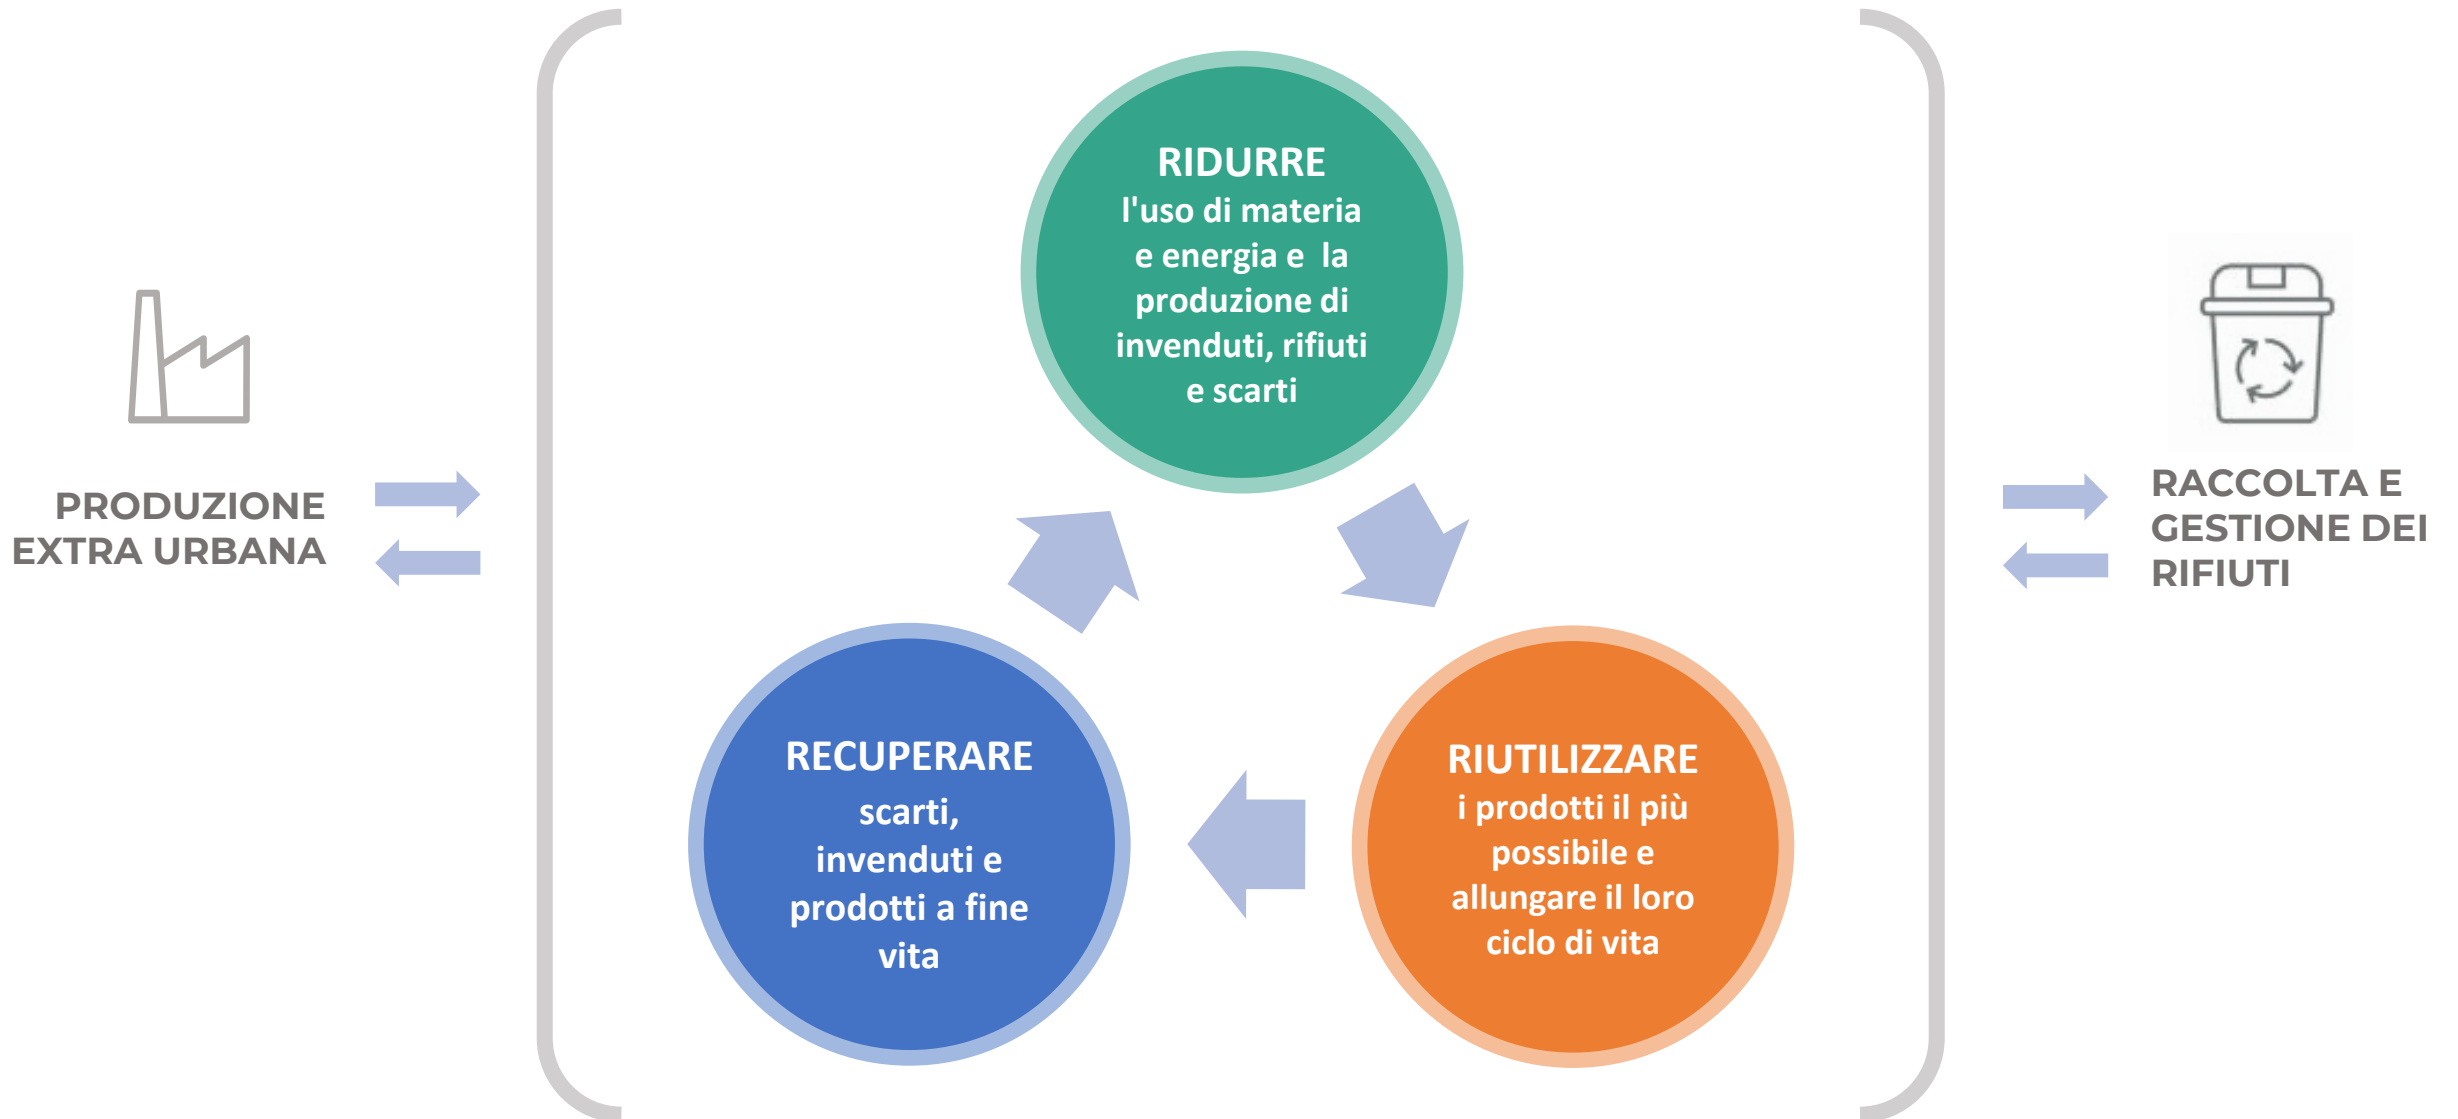 RIDURRE
l'uso di materia
e energia e  la
produzione di
invenduti, rifiuti
e scarti
PRODUZIONE
EXTRA URBANA
RACCOLTA E
GESTIONE DEI
RIFIUTI
RECUPERARE
scarti,
invenduti e
prodotti a fine
vita
RIUTILIZZARE
i prodotti il più
possibile e
allungare il loro
ciclo di vita